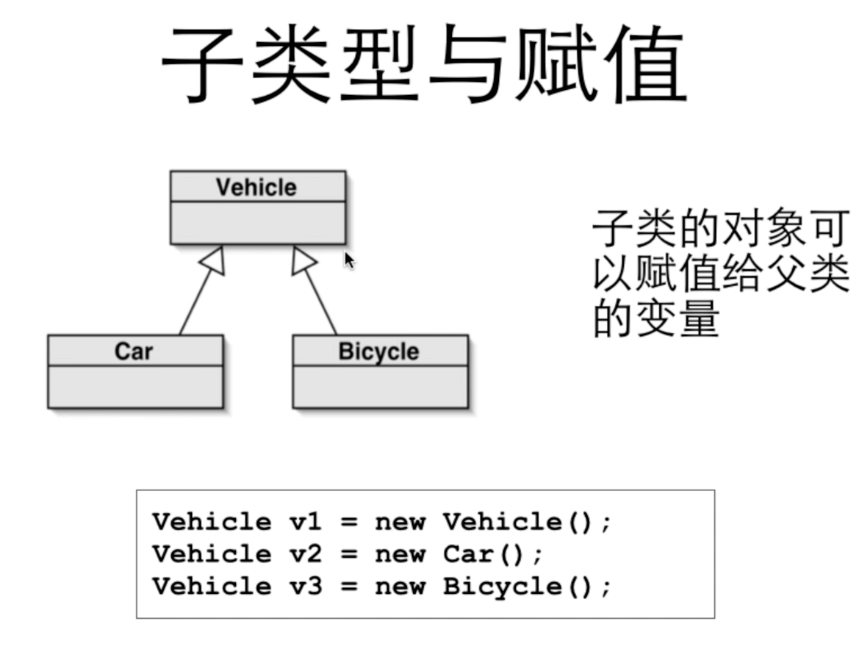 子类型与赋值
Vehicle
子类的对象可
以赋值给父类
的变量
Car
Bicycle
Vehicle v1 = new Vehicle();
Vehicle v2 = new Car();
Vehicle v3 = new Bicycle();